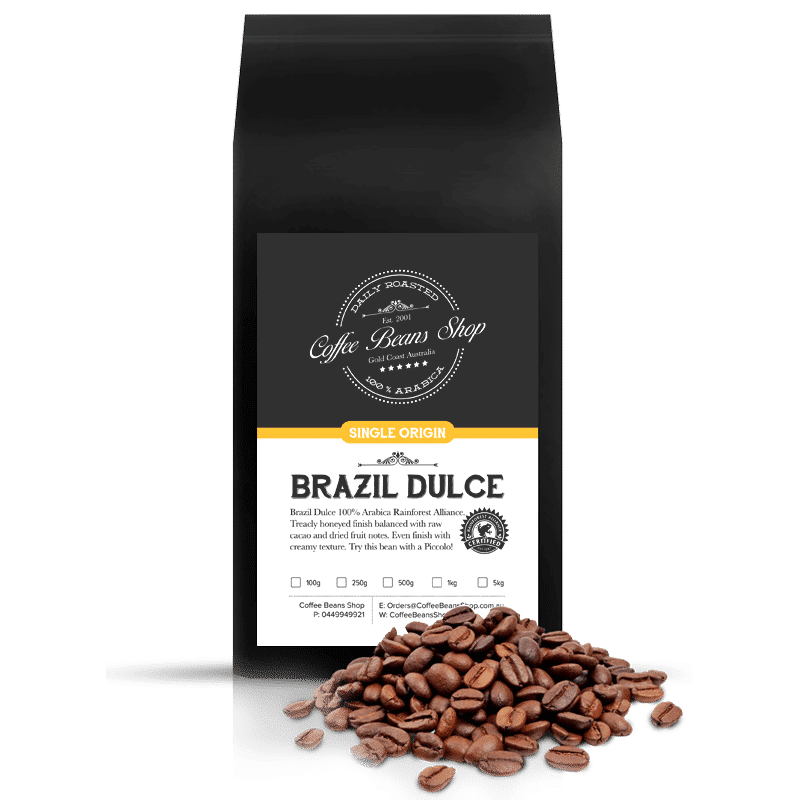 DAILY ROASTED
Est. 2001
Coffee Beans Shop
Gold Coast Australia
100% ARABICA
SINGLE ORIGIN
BRAZIL DULCE
Brazil Dulce 100% Arabica Rainforest Alliance.
Treacly honeyed finish balanced with raw
cacao and dried fruit notes. Even finish with
creamy texture. Try this bean with a Piccolo!
RAINFOREST ALLIANCE
CERTIFIED
100g 250g 500g 1kg 5kg
Coffee Beans Shop
P: 0449949921
E: Orders@CoffeeBeansShop.com.au
W: CoffeeBeansSho